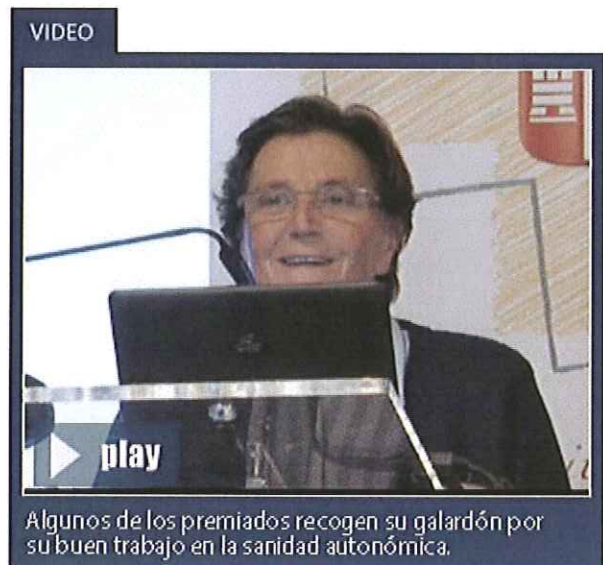 VIDEO
play
Algunos de los premiados recogen su galardón por
su buen trabajo en la sanidad autonómica.